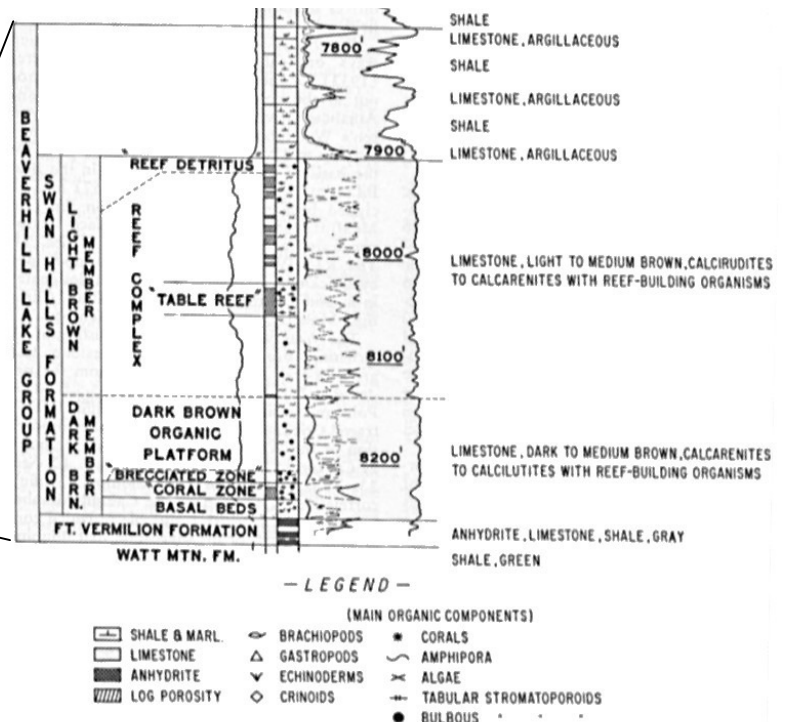 SHALE
LIMESTONE, ARGILLACEOUS
7800'
SHALE
LIMESTONE, ARGILLACEOUS
SHALE
7900
LIMESTONE, ARGILLACEOUS
BEAVERHILL LAKE GROUP
SWAN HILLS FORMATION
LIGHT BROWN MEMBER
REEF DETRITUS
REEF COMPLEX
8000'
LIMESTONE, LIGHT TO MEDIUM BROWN, CALCIRUDITES
TO CALCARENITES WITH REEF-BUILDING ORGANISMS
"TABLE REEF"
8100'
DARK BRN. MEMBER
DARK BROWN
ORGANIC
PLATFORM
8200'
LIMESTONE, DARK TO MEDIUM BROWN, CALCARENITES
TO CALCILUTITES WITH REEF-BUILDING ORGANISMS
"BRECCIATED ZONE"
"CORAL ZONE"
BASAL BEDS
FT. VERMILION FORMATION
ANHYDRITE, LIMESTONE, SHALE, GRAY
WATT MTN. FM.
SHALE, GREEN
— LEGEND —
(MAIN ORGANIC COMPONENTS)
SHALE & MARL.
BRACHIOPODS
CORALS
LIMESTONE
GASTROPODS
AMPHIPORA
ANHYDRITE
ECHINODERMS
ALGAE
LOG POROSITY
CRINOIDS
TABULAR STROMATOPOROIDS
BULBOUS " " "